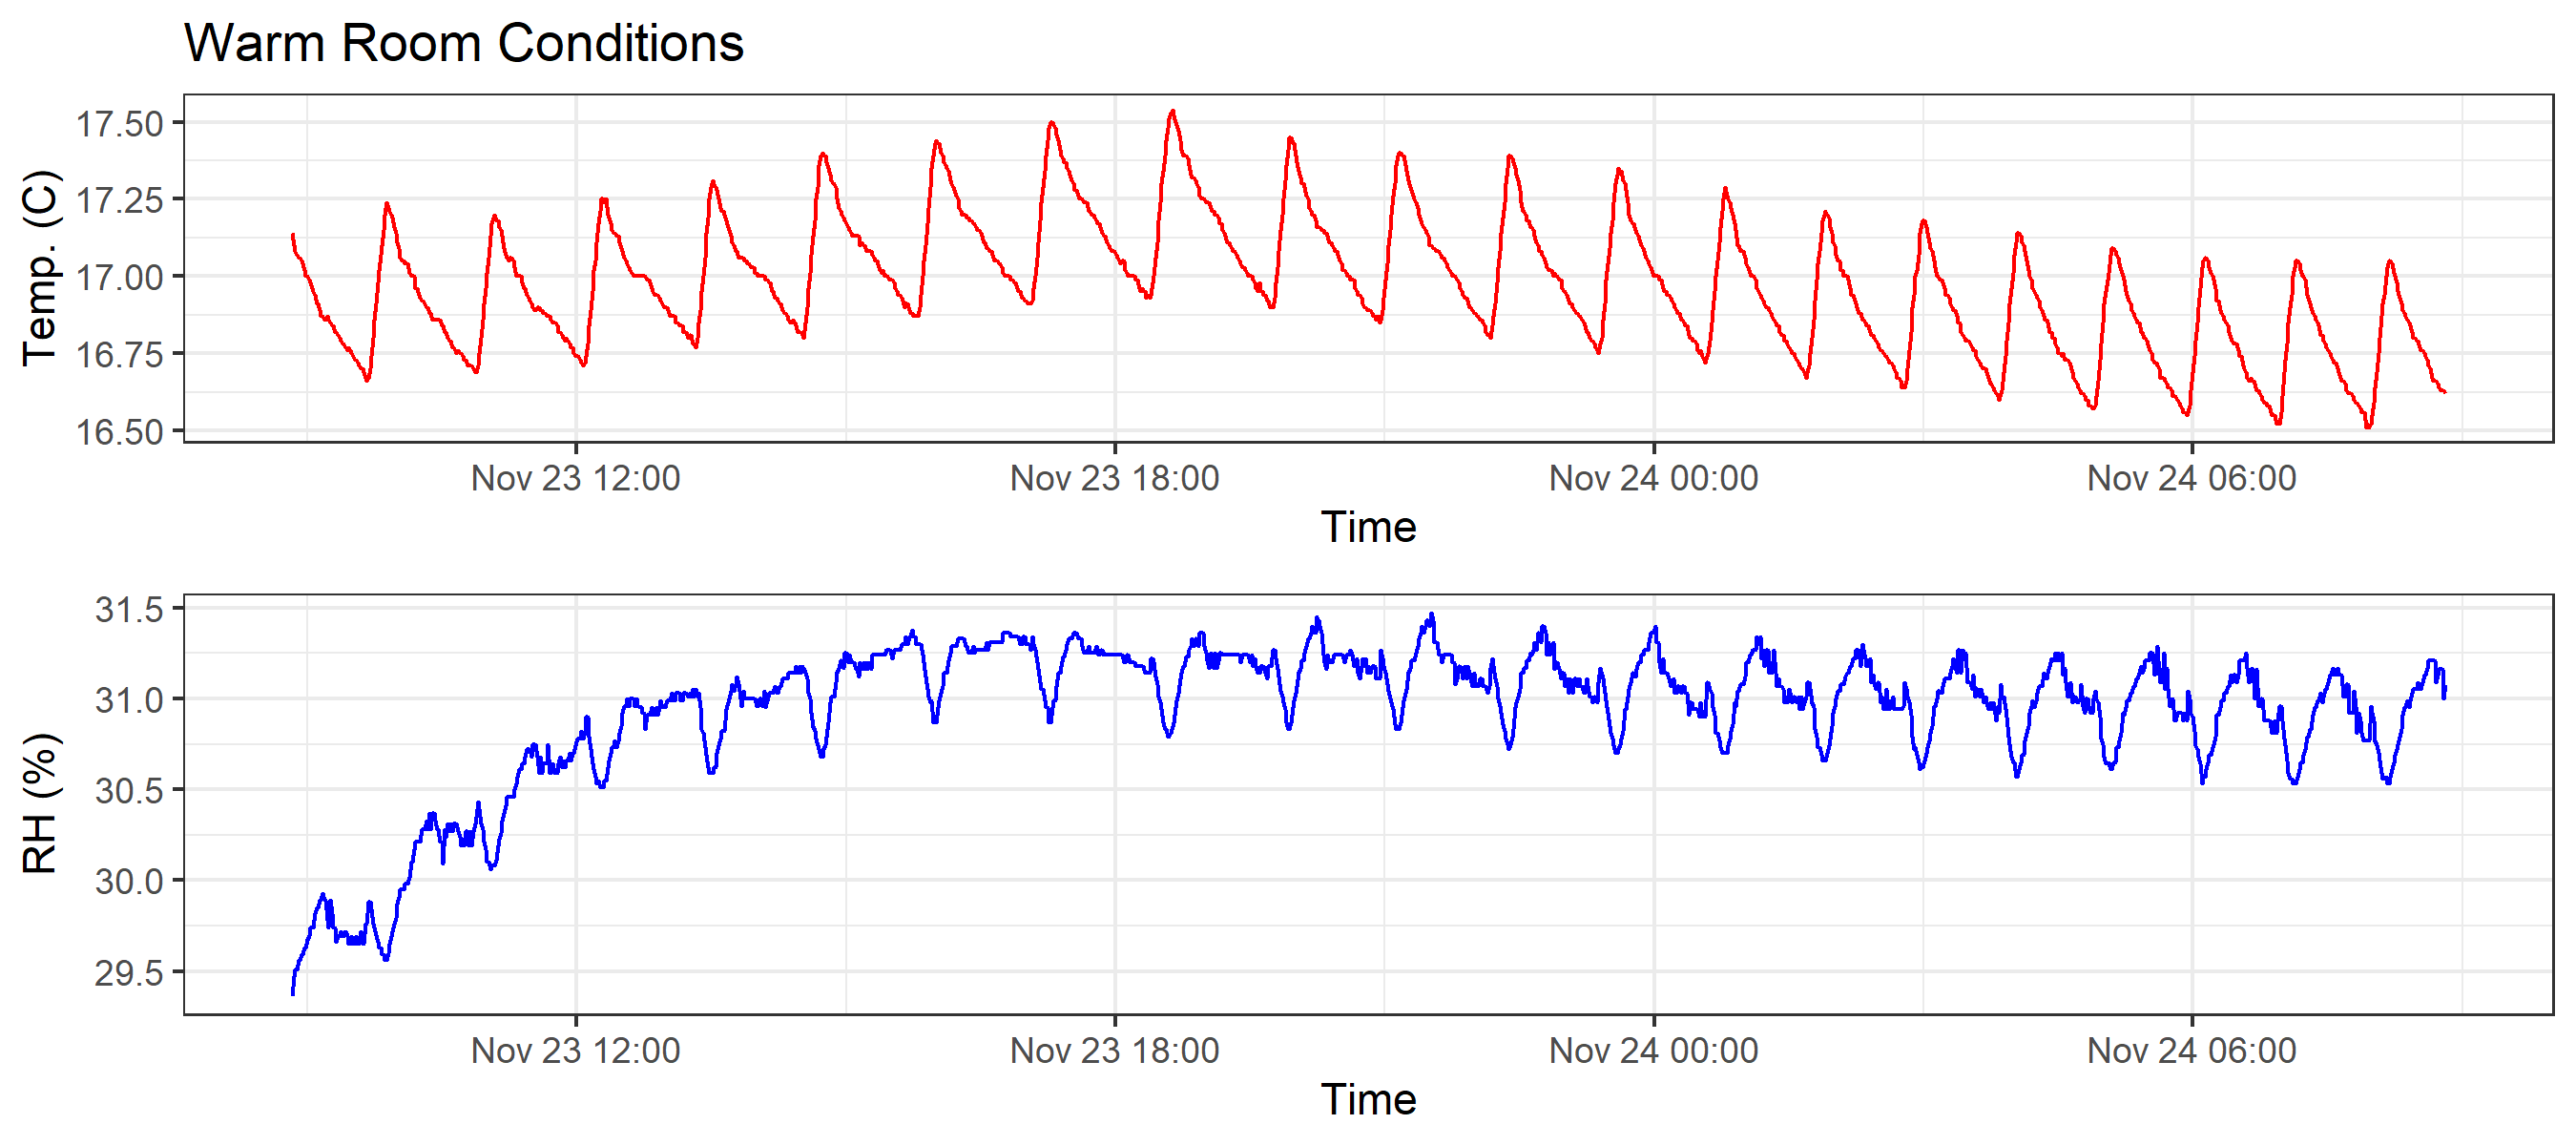 Warm Room Conditions
17.50
17.25
17.00
16.75
16.50
Temp. (C)
Nov 23 12:00 Nov 23 18:00 Nov 24 00:00 Nov 24 06:00
Time
31.5
31.0
30.5
30.0
29.5
RH (%)
Nov 23 12:00 Nov 23 18:00 Nov 24 00:00 Nov 24 06:00
Time